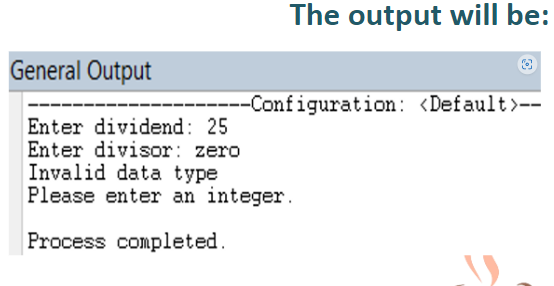 The output will be:
General Output
--------------------Configuration: <Default>--
Enter dividend: 25
Enter divisor: zero
Invalid data type
Please enter an integer.
Process completed.